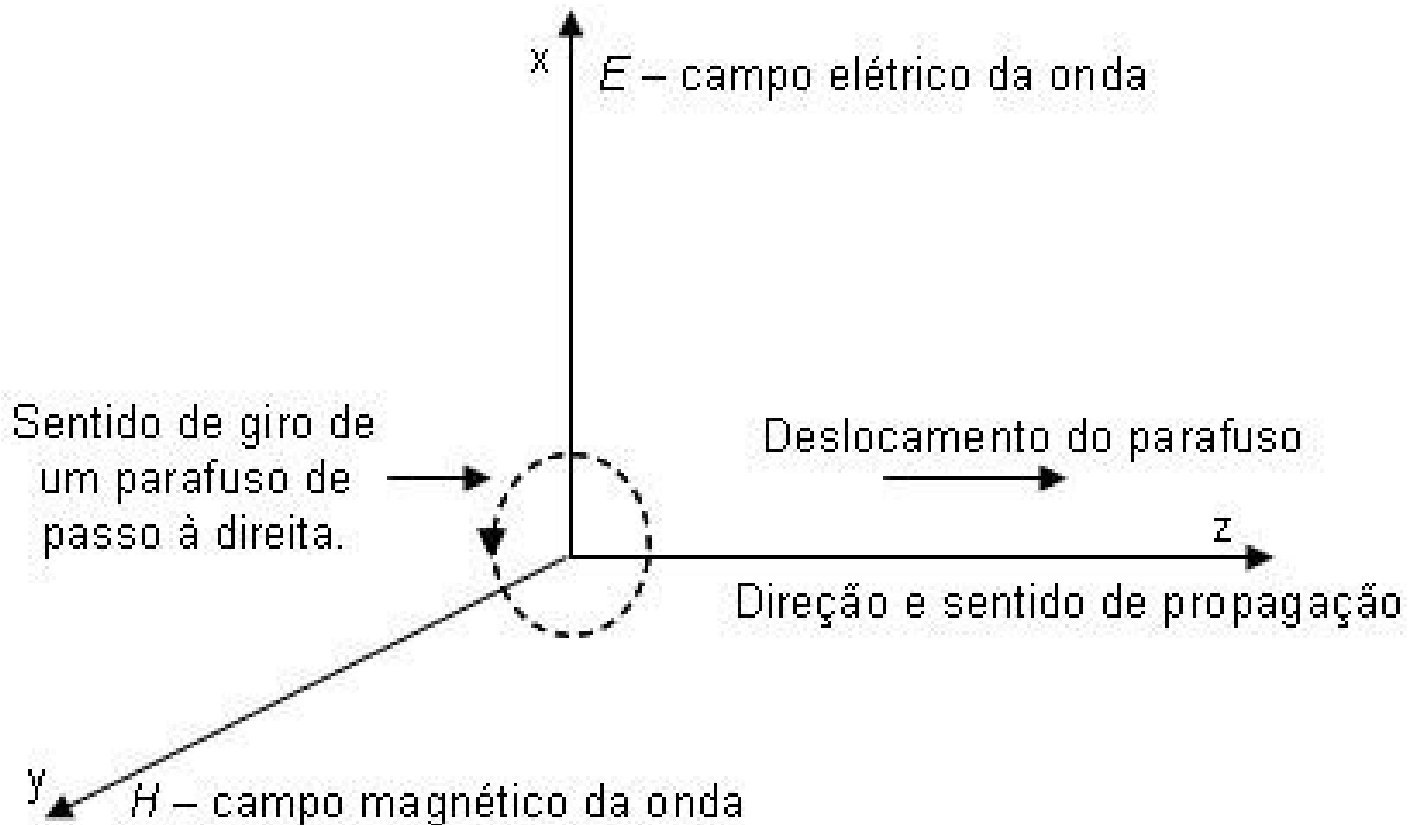 x
E – campo elétrico da onda
Sentido de giro de
um parafuso de
passo à direita.
Deslocamento do parafuso
z
Direção e sentido de propagação
y
H – campo magnético da onda